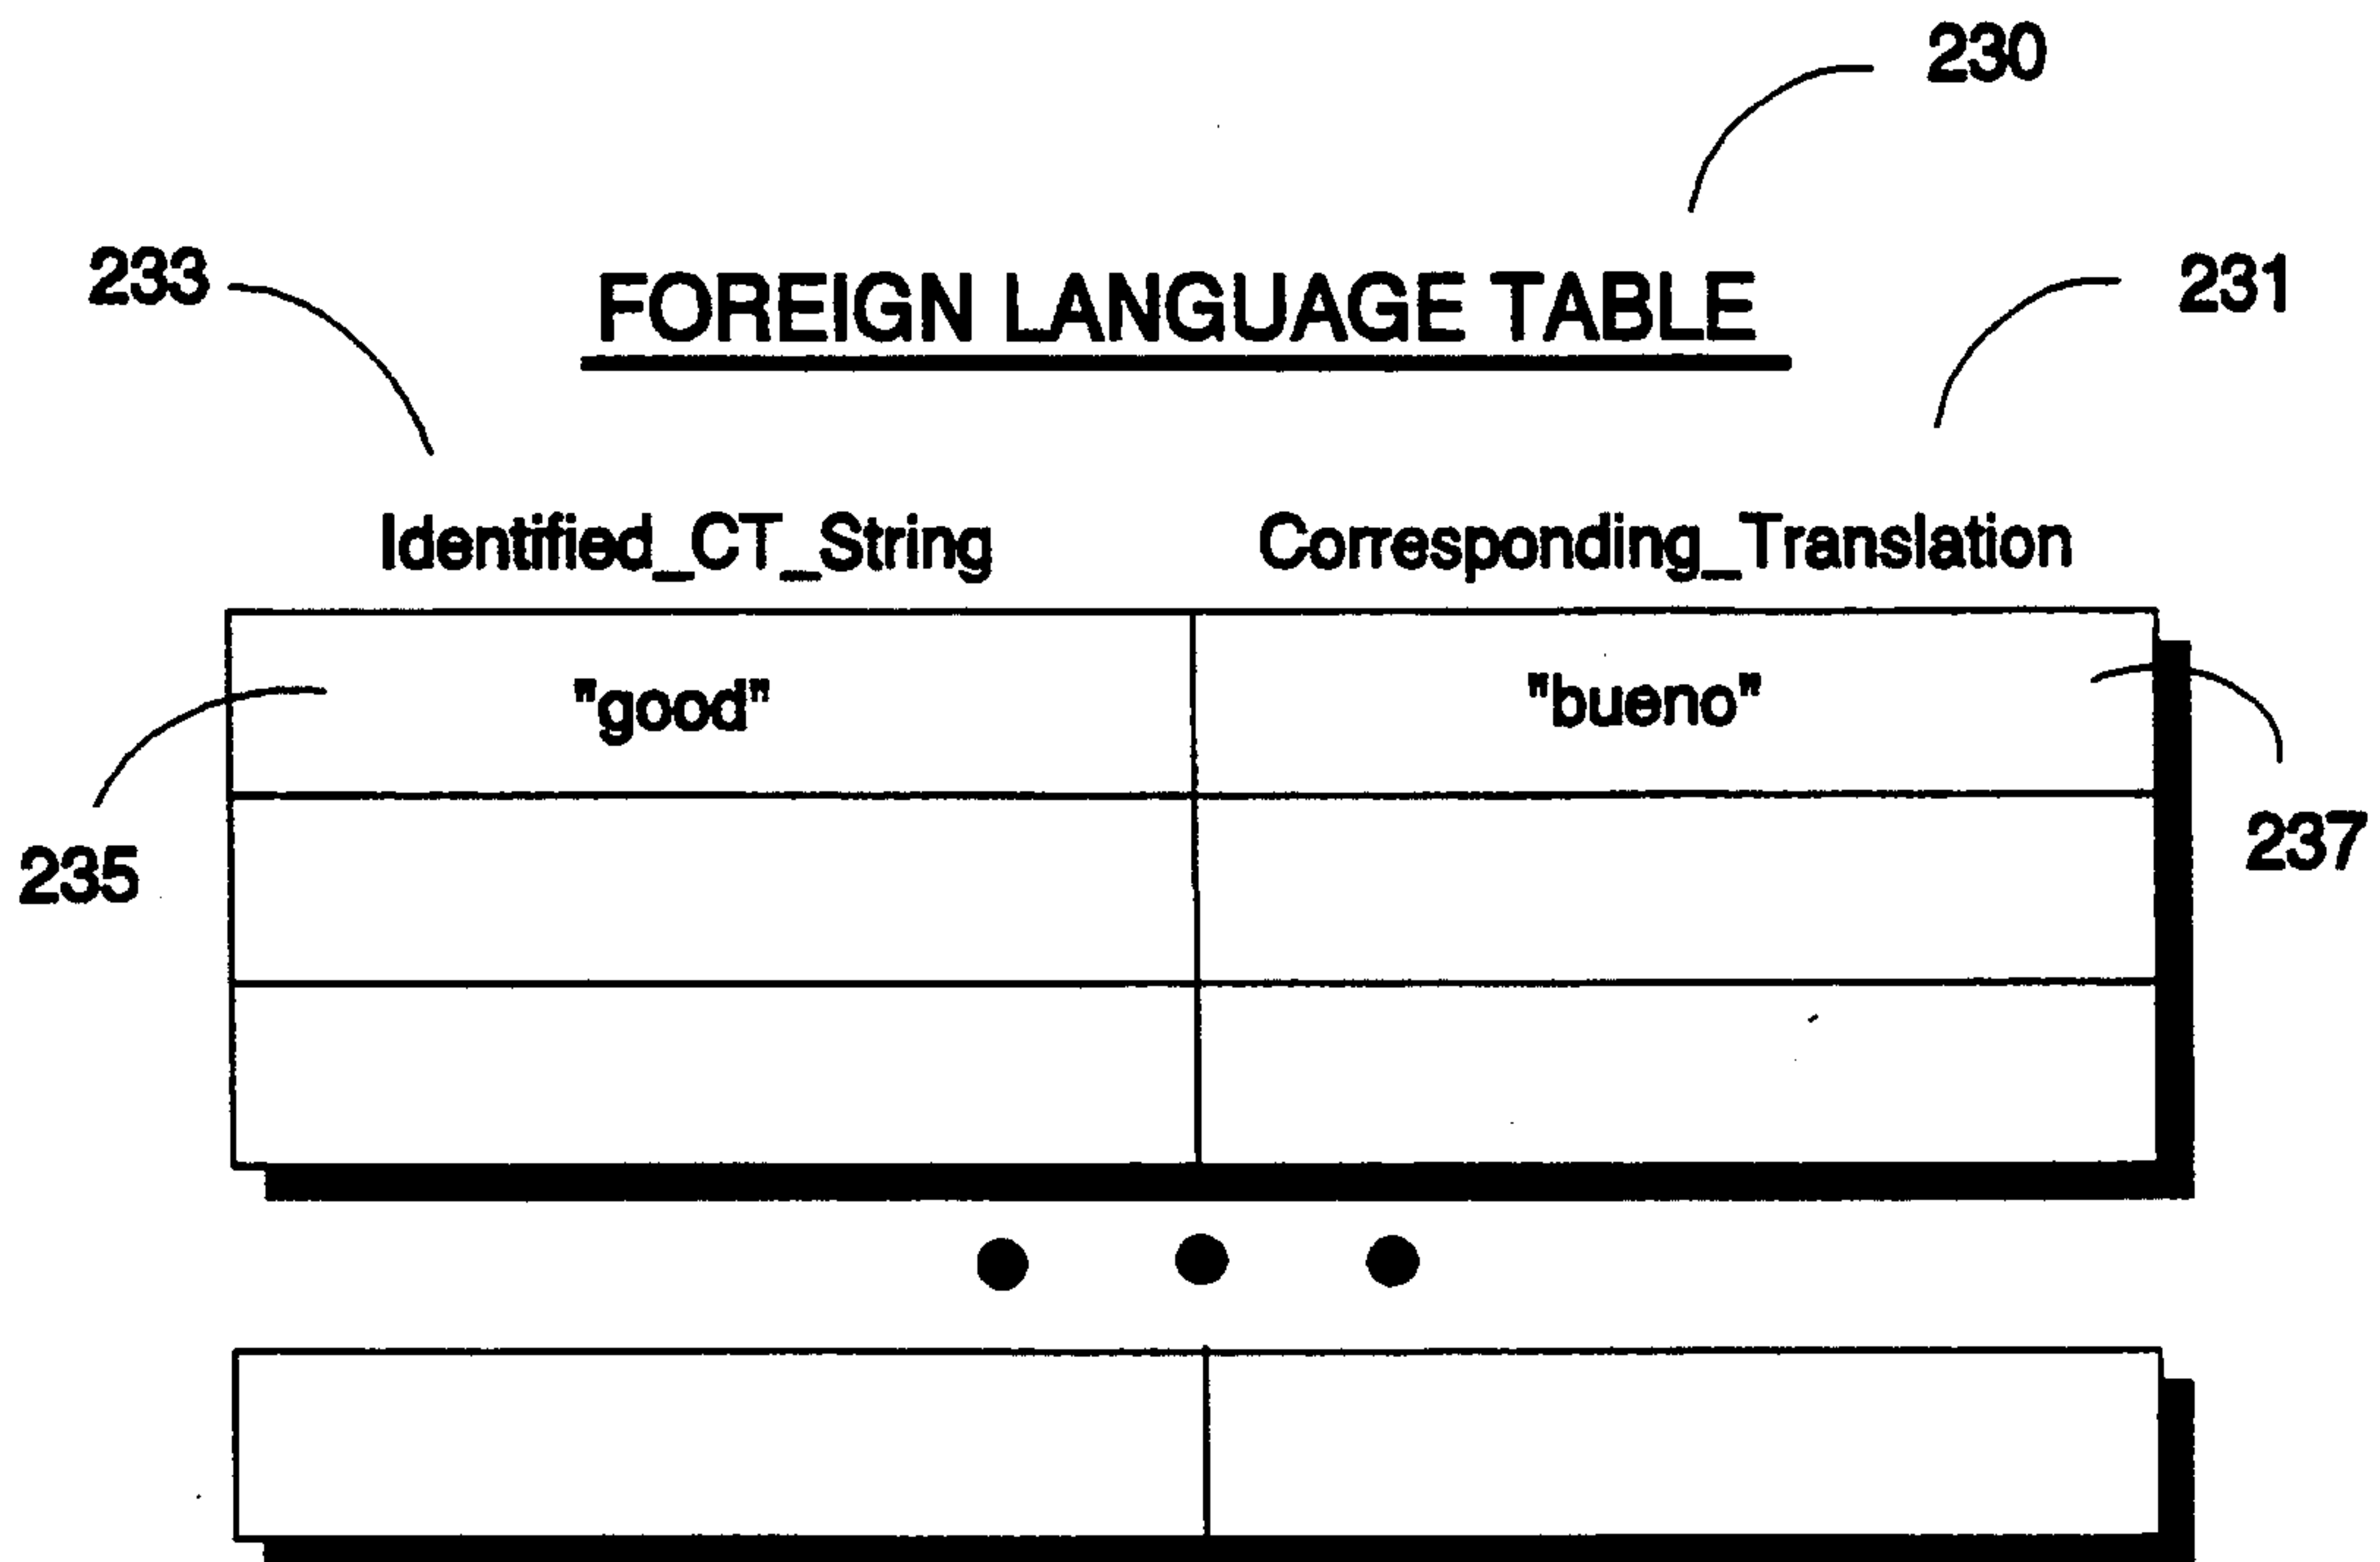 230
233
FOREIGN LANGUAGE TABLE
231
Identified_CT_String
Corresponding_Translation
"good"
"bueno"
235
237